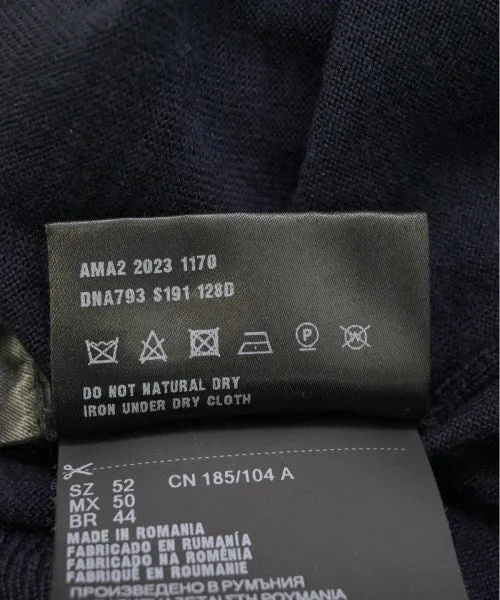 AMA2 2023 1170
DNA793 S191 128D
P
W
DO NOT NATURAL DRY
IRON UNDER DRY CLOTH
SZ 52 CN 185/104 A
MX 50
BR 44
MADE IN ROMANIA
FABRICADO EN RUMANÍA
FABRICADO NA ROMÉNIA
FABRIQUÉ EN ROUMANIE
ПРОИЗВЕДЕНО В РУМЪНИЯ